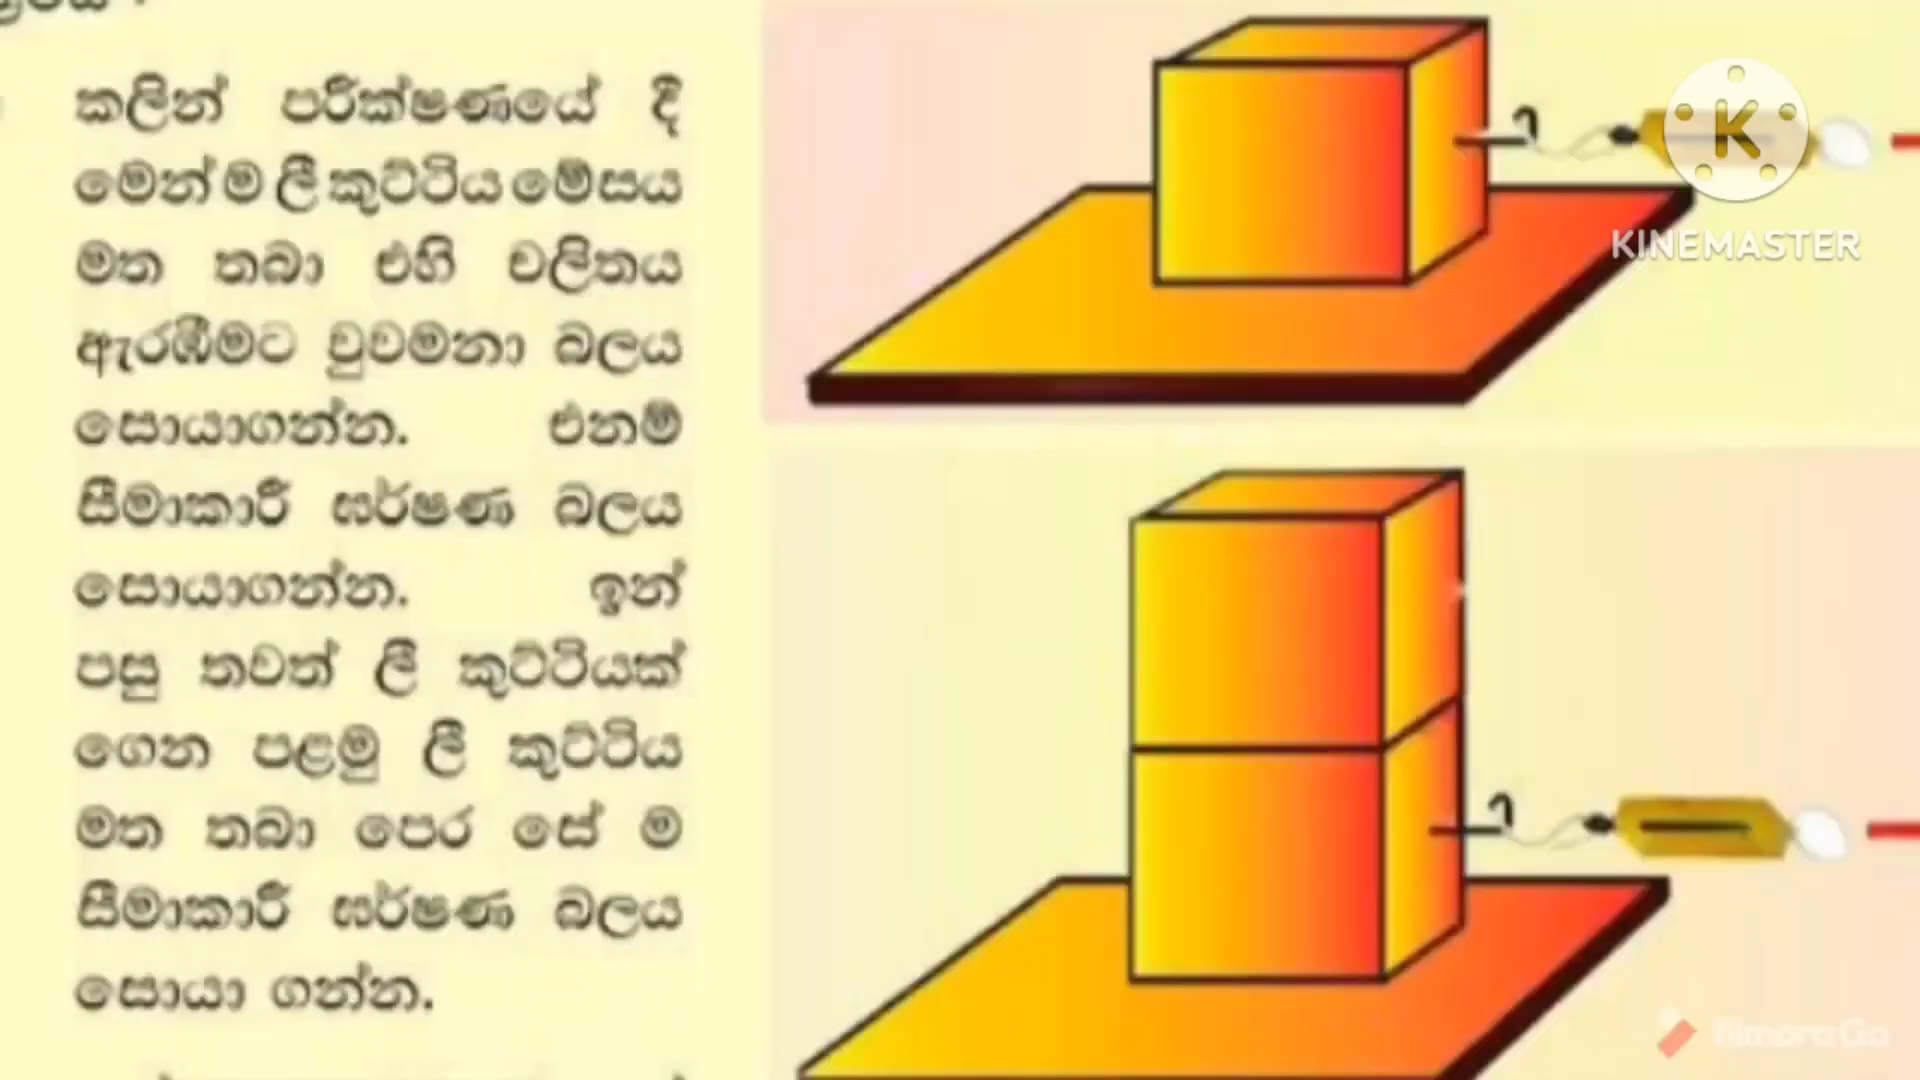 කලින් පරීක්ෂණයේ දී
මෙන් ම ලී කුට්ටිය මේසය
මත තබා එහි චලිතය
ඇරඹීමට වුවමනා බලය
සොයාගන්න. එනම්
සීමාකාරී ඝර්ෂණ බලය
සොයාගන්න. ඉන්
පසු තවත් ලී කුට්ටියක්
ගෙන පළමු ලී කුට්ටිය
මත තබා පෙර සේ ම
සීමාකාරී ඝර්ෂණ බලය
සොයා ගන්න.
K
KINEMASTER
filmoraGo